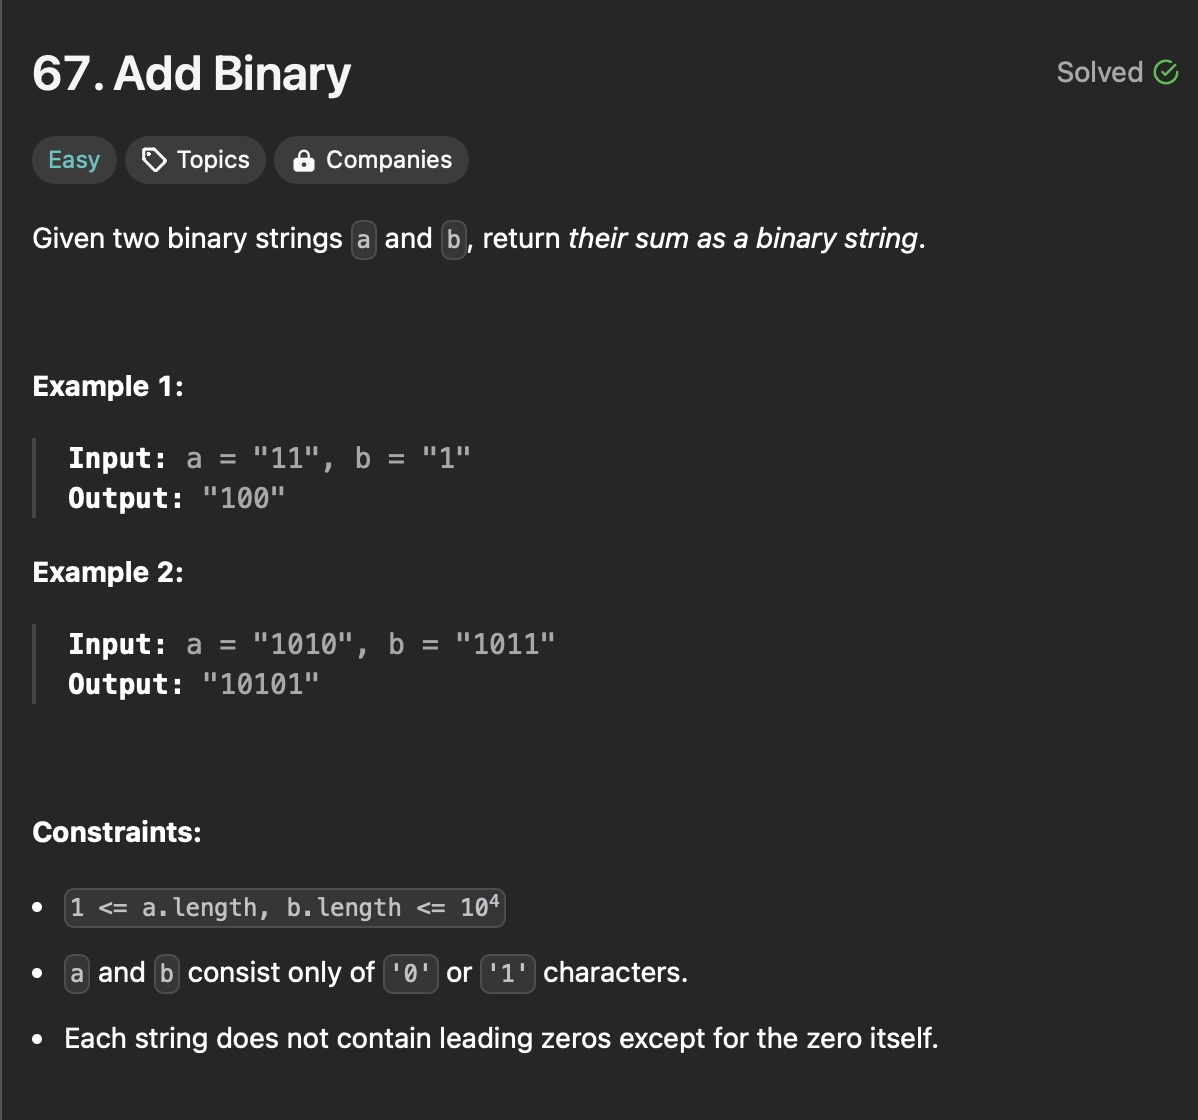 67. Add Binary
Solved
Easy
Topics
Companies
Given two binary strings a and b, return their sum as a binary string.
Example 1:
Input: a = "11", b = "1"
Output: "100"
Example 2:
Input: a = "1010", b = "1011"
Output: "10101"
Constraints:
• 1 <= a.length, b.length <= 10⁴
• a and b consist only of '0' or '1' characters.
• Each string does not contain leading zeros except for the zero itself.